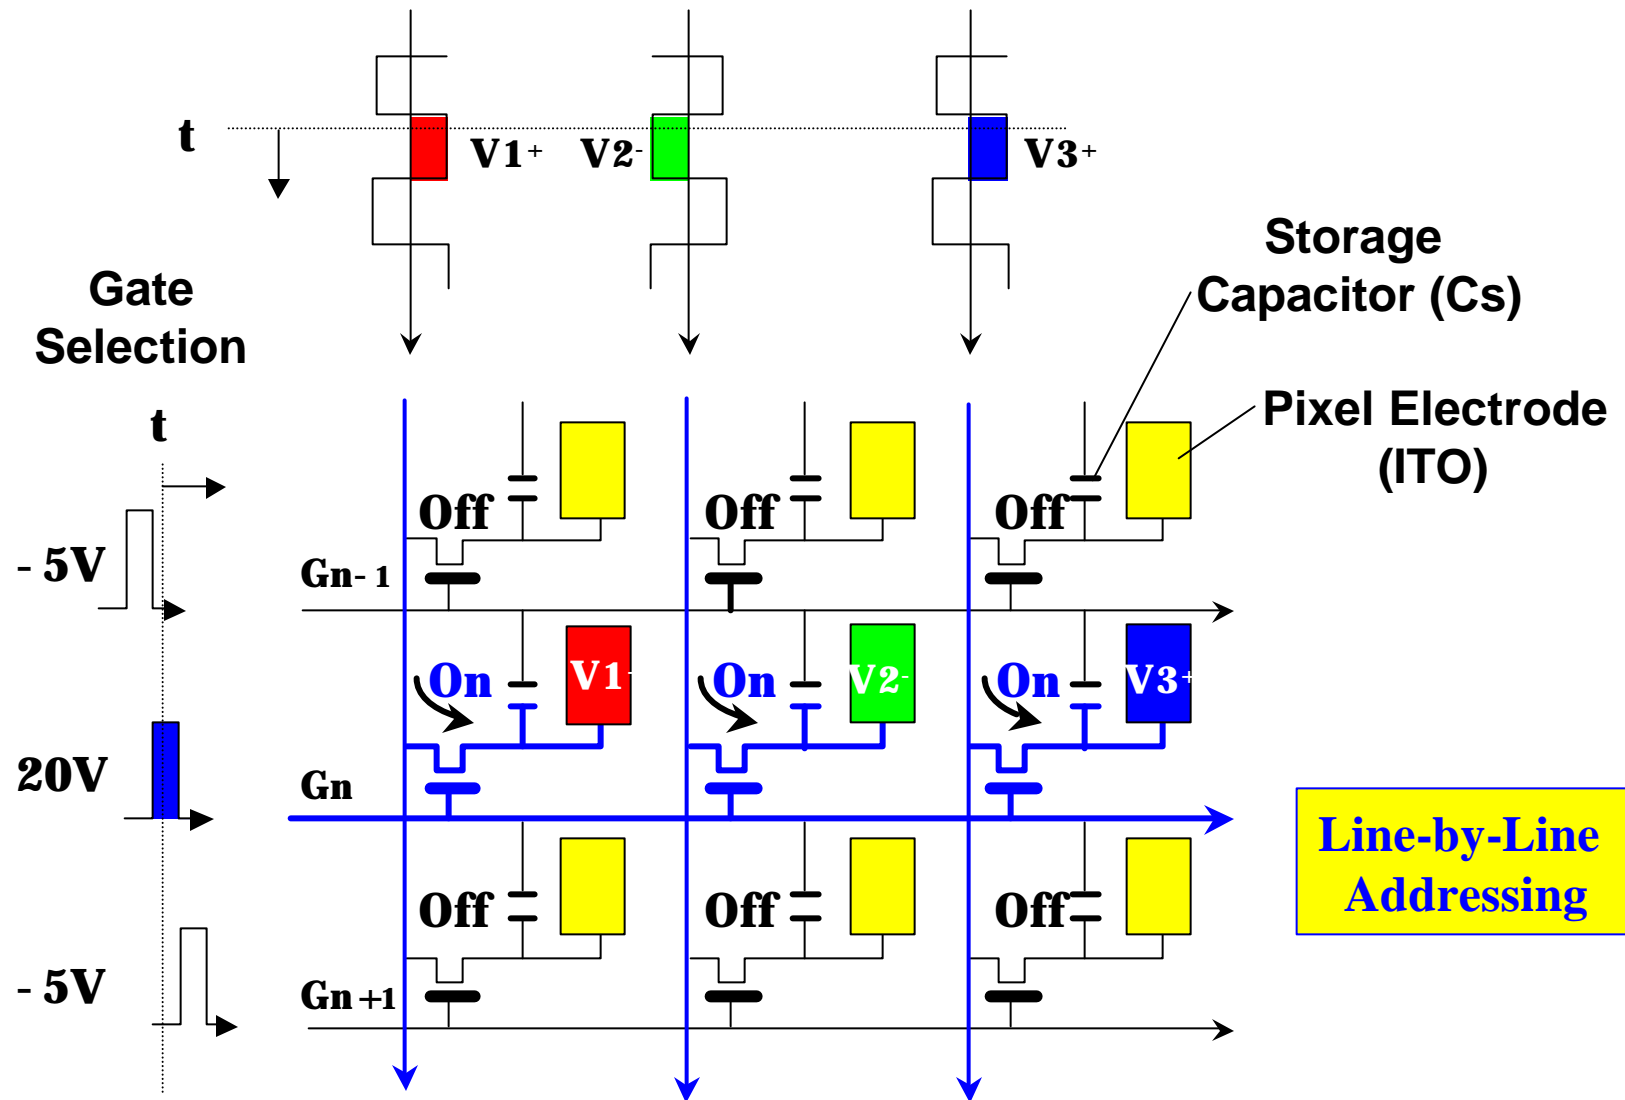 t
V1+
V2-
V3+
Storage
Capacitor (Cs)
Gate
Selection
Pixel Electrode
(ITO)
t
Off
Off
Off
- 5V
Gn- 1
On
V1+
On
V2-
On
V3+
20V
Gn
Line-by-Line
Addressing
Off
Off
Off
- 5V
Gn +1